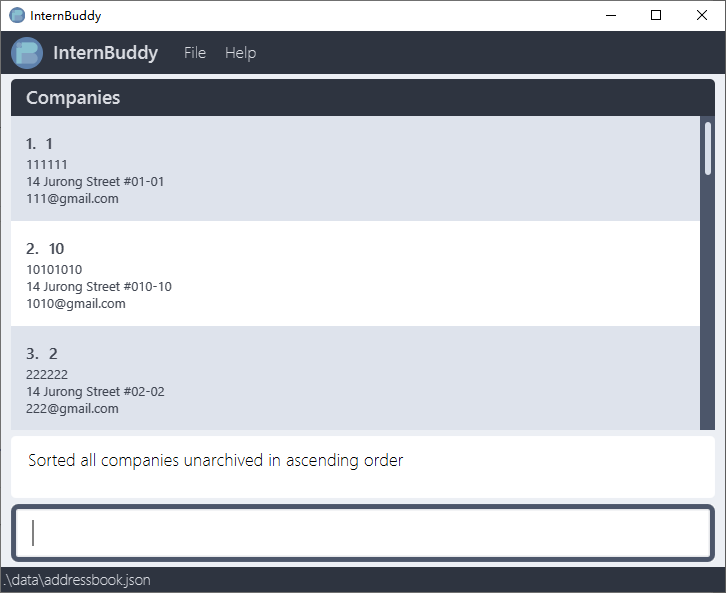 InternBuddy
InternBuddy File Help
Companies
1. 1
111111
14 Jurong Street #01-01
111@gmail.com
2. 10
10101010
14 Jurong Street #010-10
1010@gmail.com
3. 2
222222
14 Jurong Street #02-02
222@gmail.com
Sorted all companies unarchived in ascending order
.\data\addressbook.json